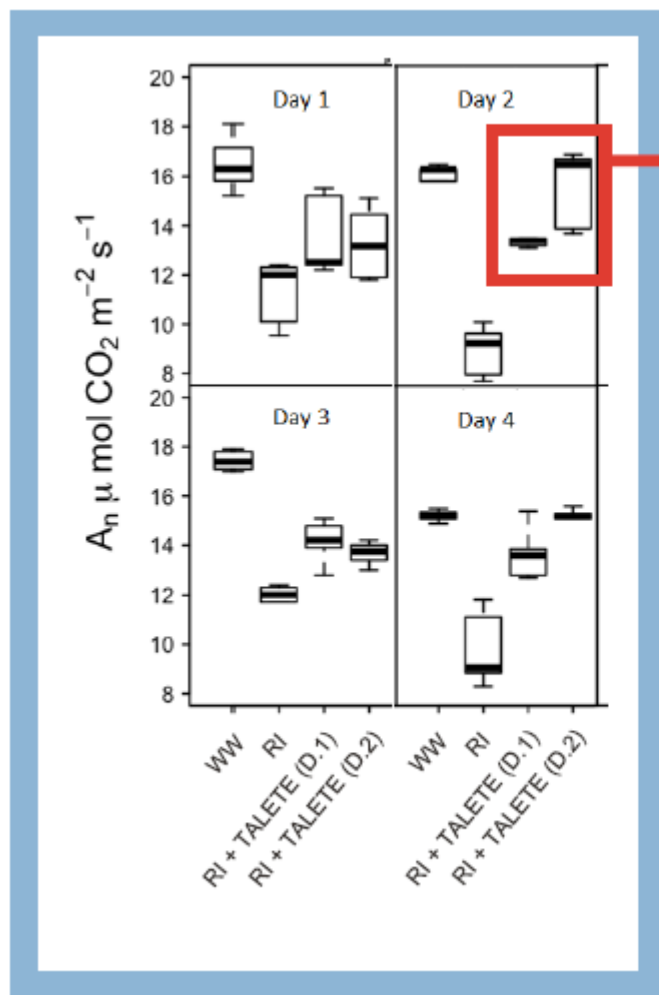 Day 1
Day 2
20
18
16
14
12
10
8
Day 3
Day 4
20
18
16
14
12
10
8
Aₙ μ mol CO₂ m⁻² s⁻¹
WW
RI
RI + TALETE (D.1)
RI + TALETE (D.2)
WW
RI
RI + TALETE (D.1)
RI + TALETE (D.2)